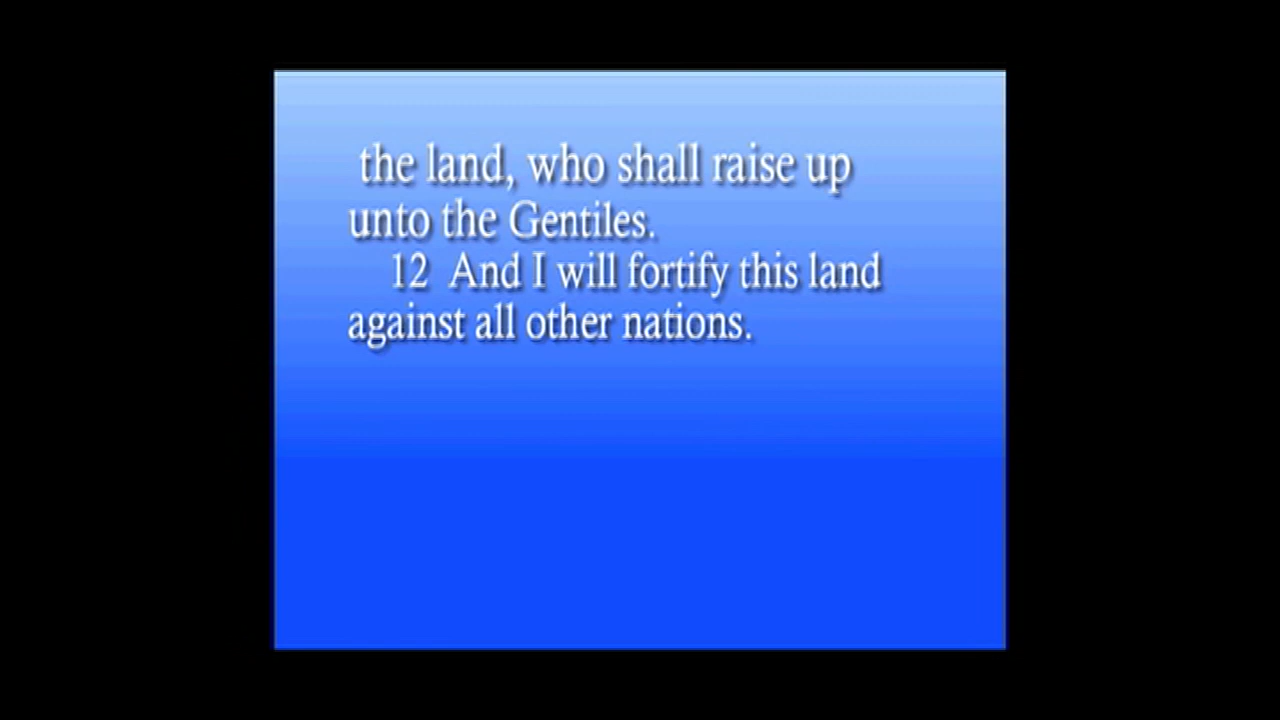 the land, who shall raise up
unto the Gentiles.
12 And I will fortify this land
against all other nations.